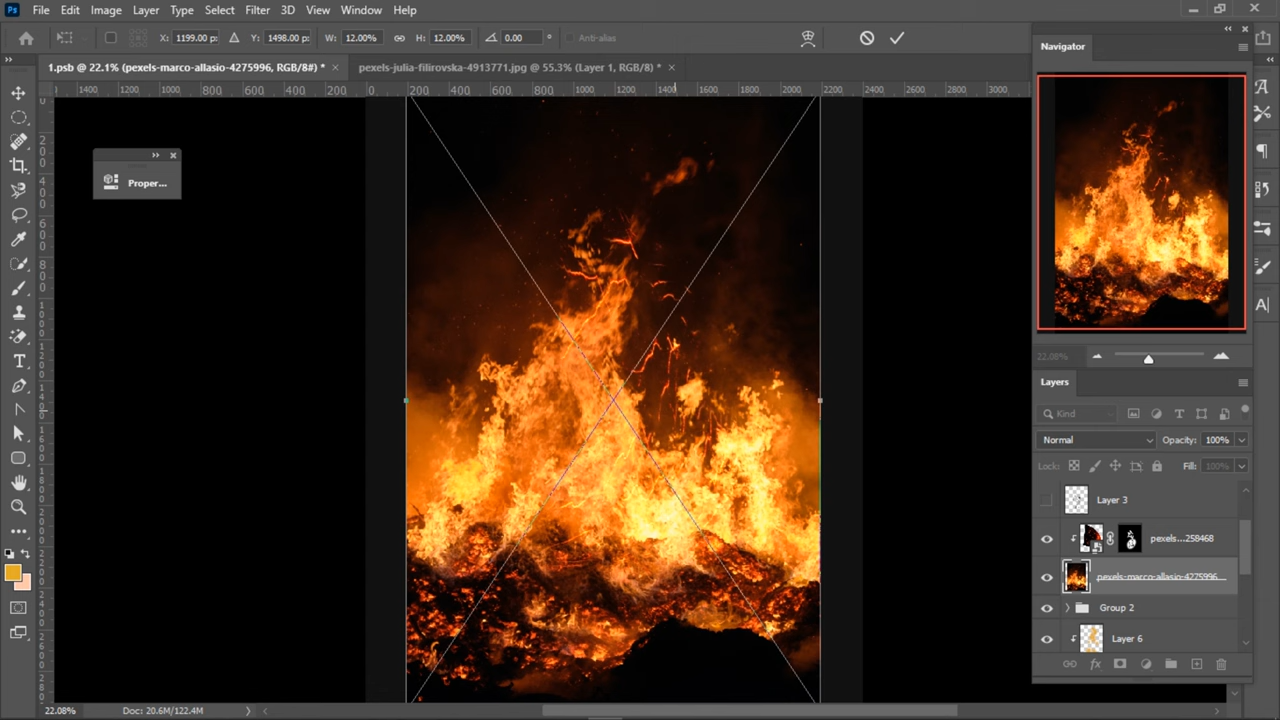 Ps File Edit Image Layer Type Select Filter 3D View Window Help
X: 1199.00 p: Y: 1498.00 p: W: 12.00% H: 12.00% 0.00 ° Anti-alias
1.psb @ 22.1% (pexels-marco-allasio-4275996, RGB/8#) * × pexels-julia-filirovska-4913771.jpg @ 55.3% (Layer 1, RGB/8) * ×
1400 1200 1000 800 600 400 200 0 200 400 600 800 1000 1200 1400 1600 1800 2000 2200 2400 2600 2800 3000
Navigator
Proper...
22.08%
Layers
Kind
Normal Opacity: 100%
Lock: Fill: 100%
Layer 3
pexels...258468
pexels-marco-allasio-4275996
Group 2
Layer 6
22.08% Doc: 20.6M/122.4M